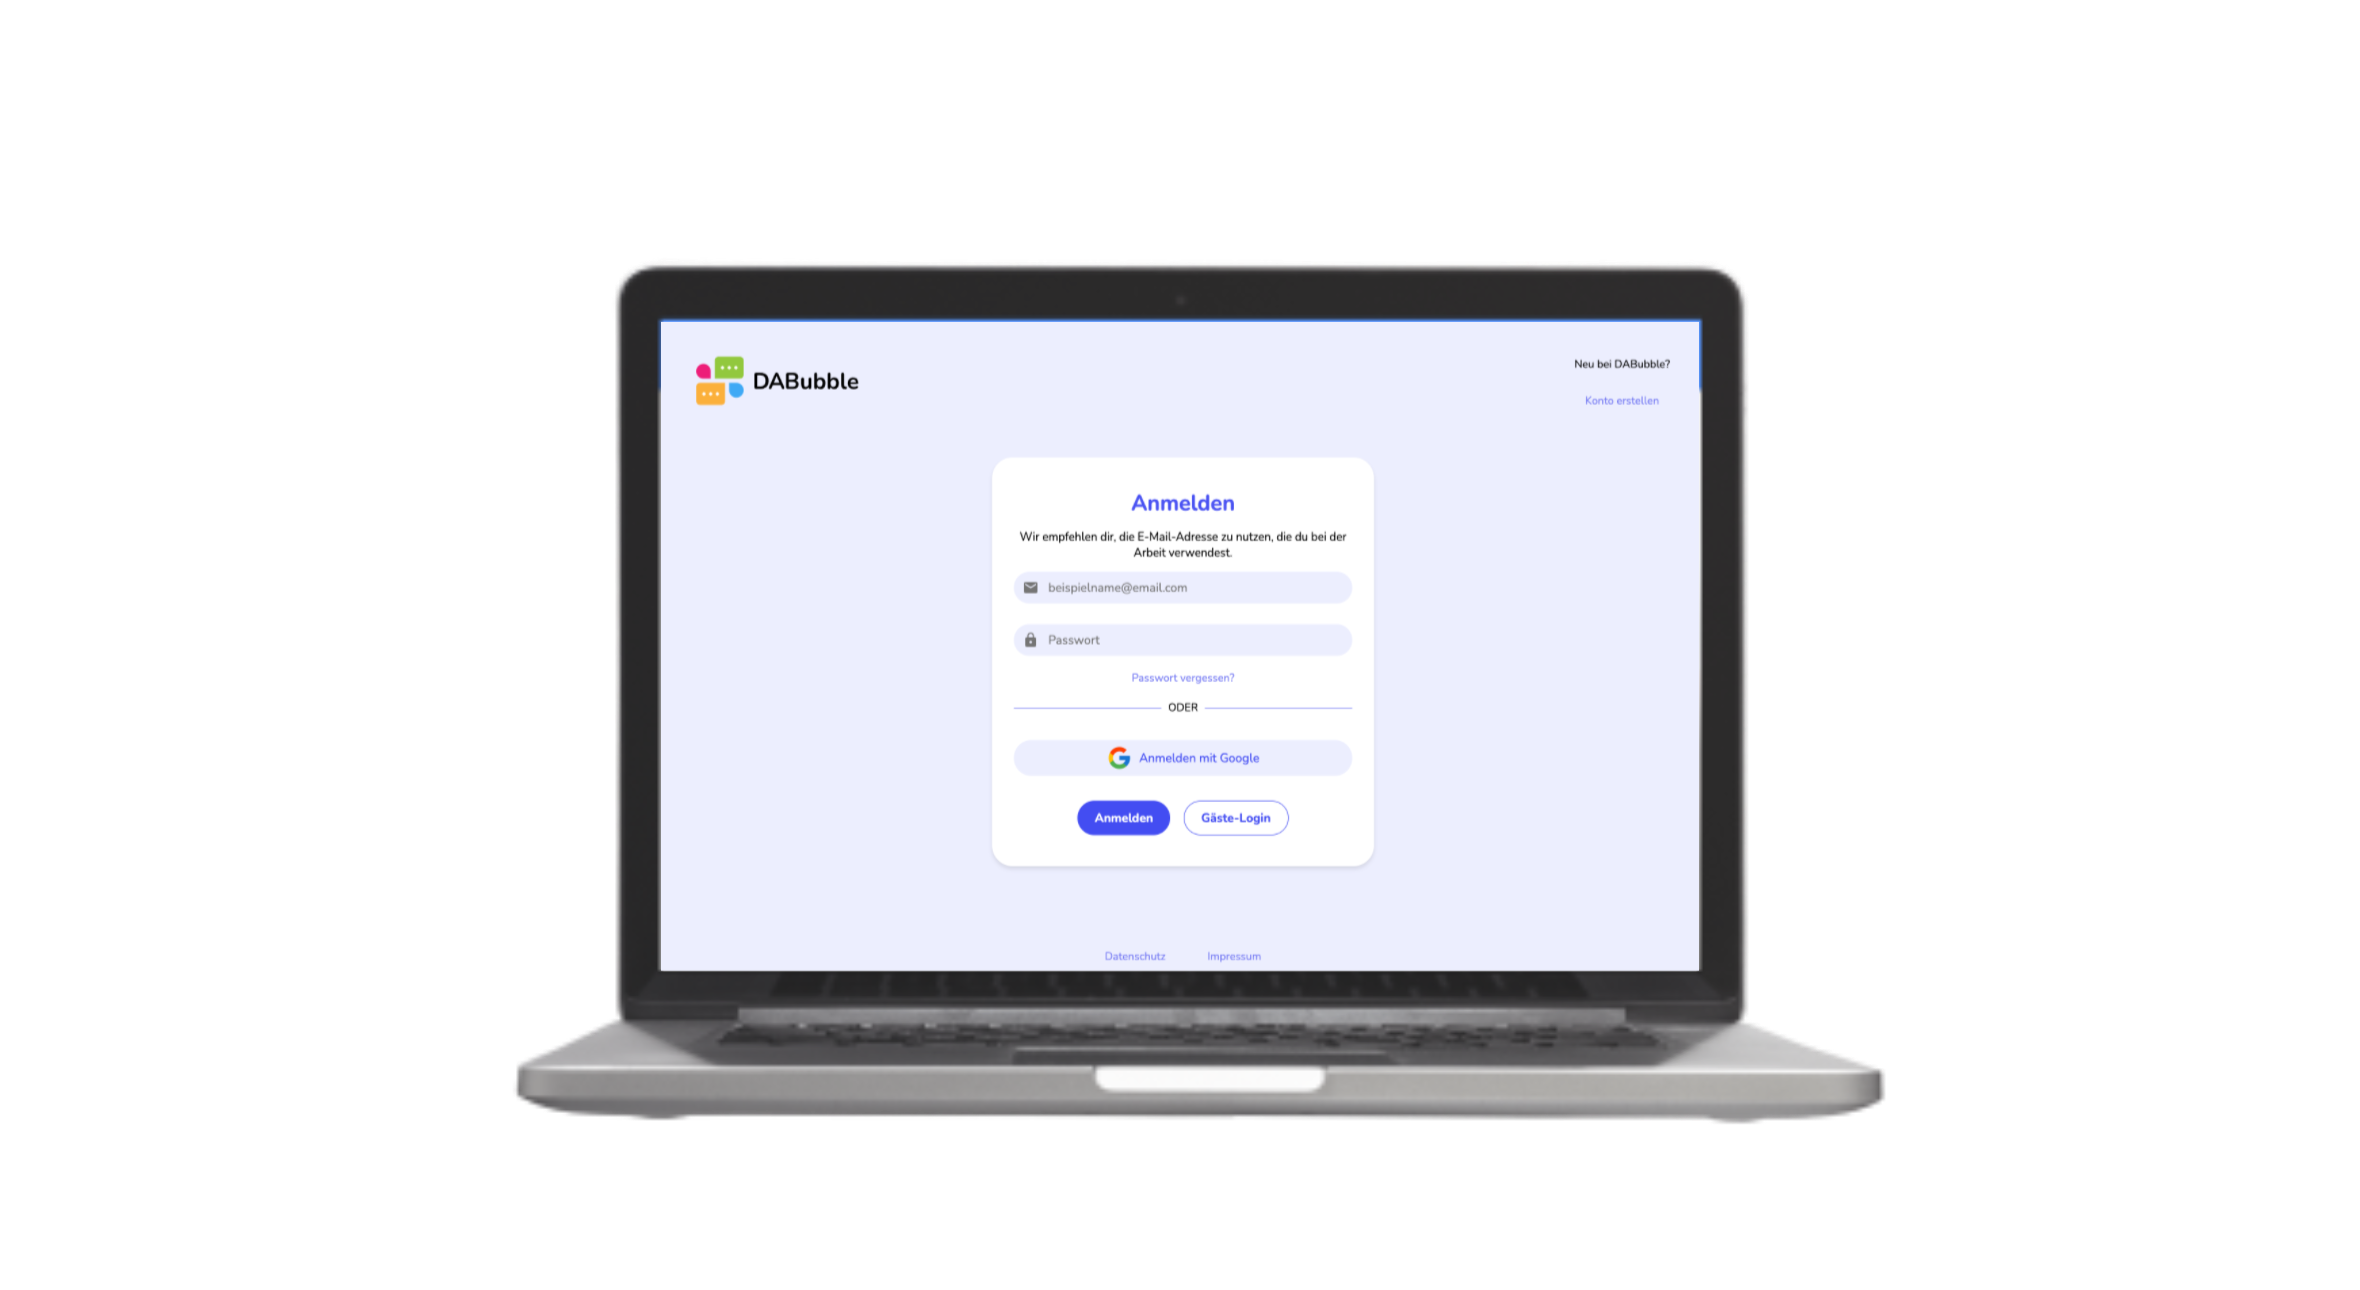 DABubble
Neu bei DABubble?
Konto erstellen
Anmelden
Wir empfehlen dir, die E-Mail-Adresse zu nutzen, die du bei der
Arbeit verwendest.
beispielname@email.com
Passwort
Passwort vergessen?
ODER
Anmelden mit Google
Anmelden
Gäste-Login
Datenschutz
Impressum